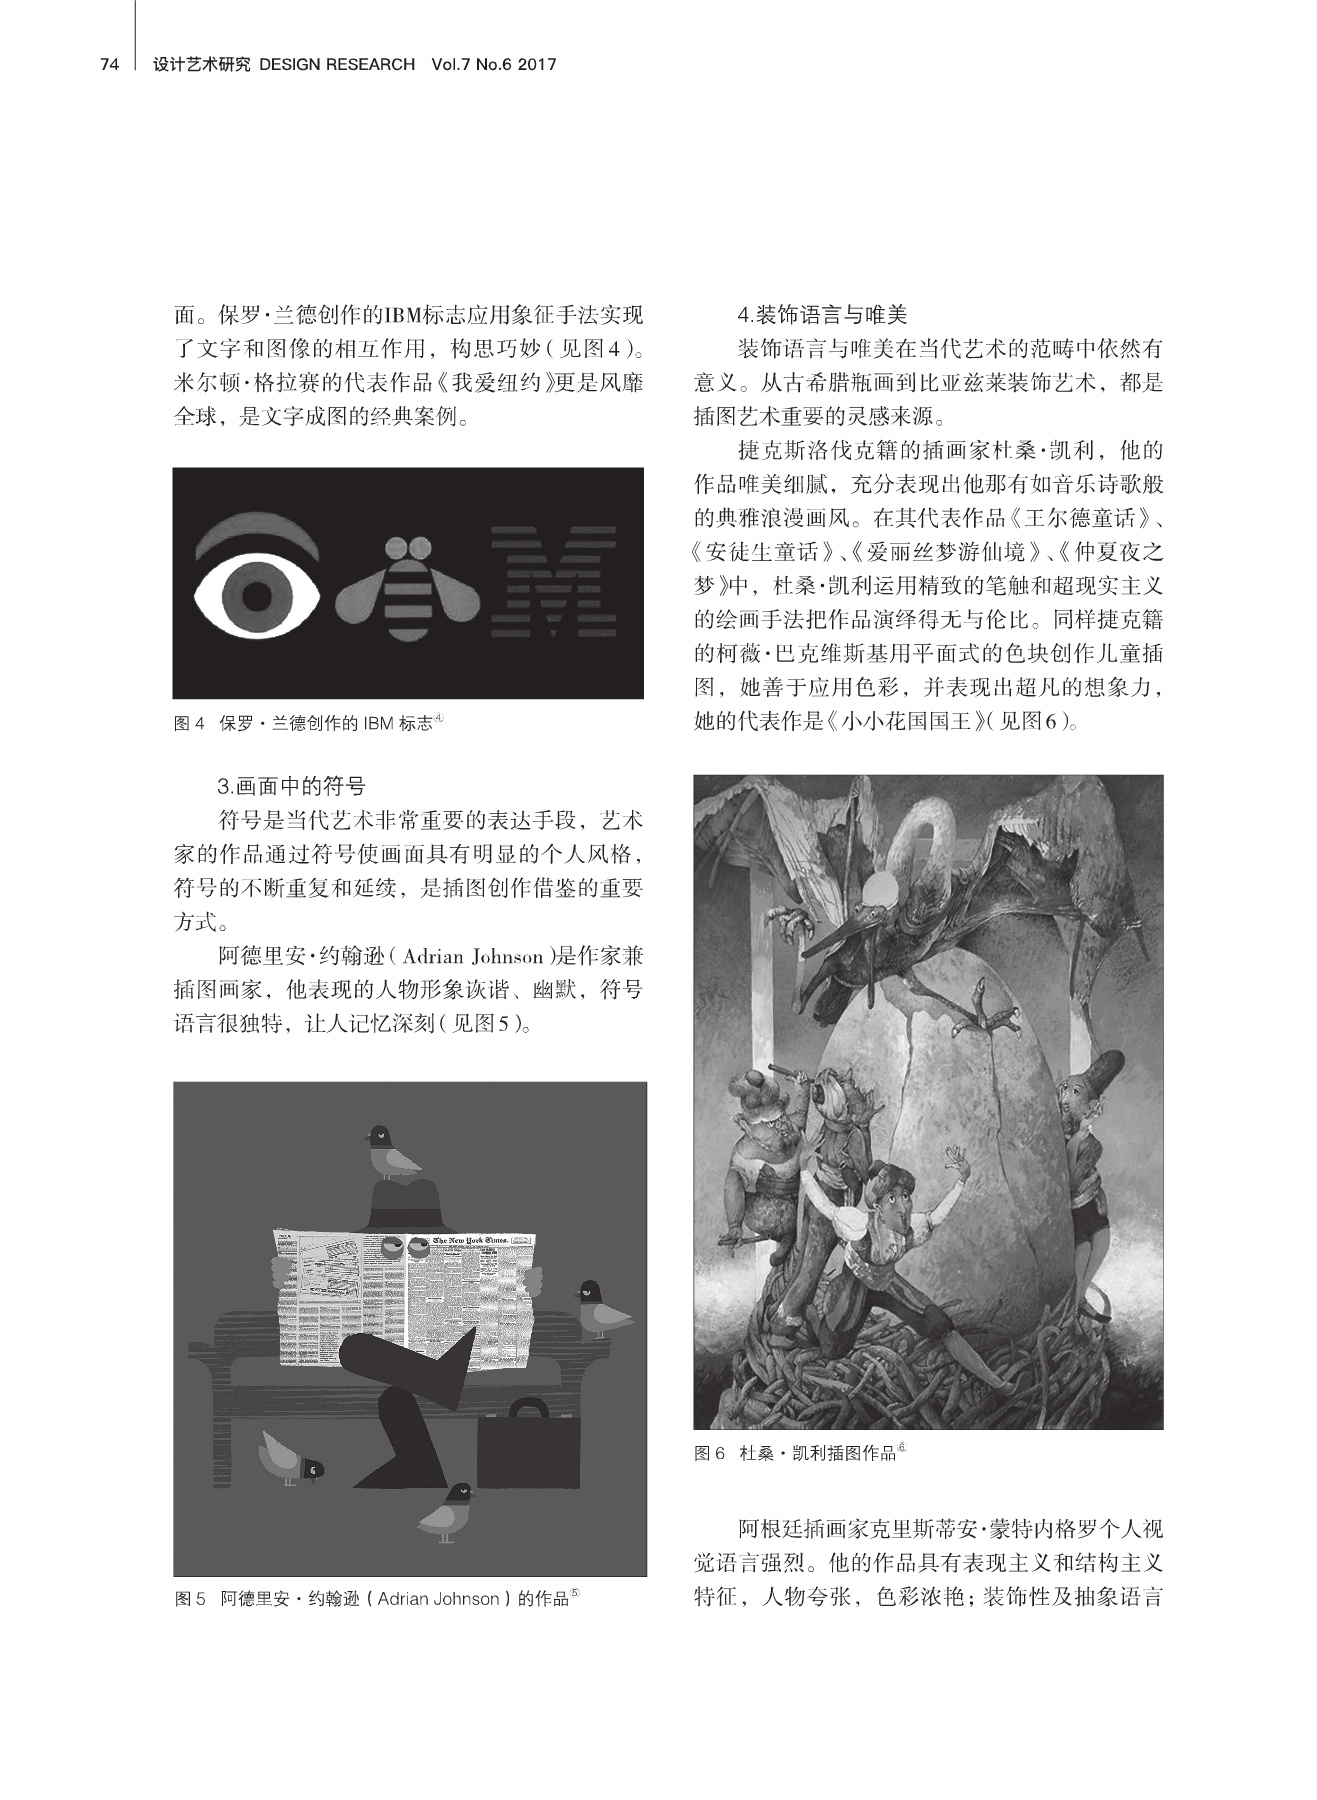 74 设计艺术研究 DESIGN RESEARCH Vol.7 No.6 2017
面。保罗·兰德创作的IBM标志应用象征手法实现
了文字和图像的相互作用，构思巧妙（见图4）。
米尔顿·格拉赛的代表作品《我爱纽约》更是风靡
全球，是文字成图的经典案例。
M
图 4 保罗·兰德创作的 IBM 标志④
3.画面中的符号
符号是当代艺术非常重要的表达手段，艺术
家的作品通过符号使画面具有明显的个人风格，
符号的不断重复和延续，是插图创作借鉴的重要
方式。
阿德里安·约翰逊（Adrian Johnson）是作家兼
插图画家，他表现的人物形象诙谐、幽默，符号
语言很独特，让人记忆深刻（见图5）。
The New York Times.
图 5 阿德里安·约翰逊（Adrian Johnson）的作品⑤
4.装饰语言与唯美
装饰语言与唯美在当代艺术的范畴中依然有
意义。从古希腊瓶画到比亚兹莱装饰艺术，都是
插图艺术重要的灵感来源。
捷克斯洛伐克籍的插画家杜桑·凯利，他的
作品唯美细腻，充分表现出他那有如音乐诗歌般
的典雅浪漫画风。在其代表作品《王尔德童话》、
《安徒生童话》、《爱丽丝梦游仙境》、《仲夏夜之
梦》中，杜桑·凯利运用精致的笔触和超现实主义
的绘画手法把作品演绎得无与伦比。同样捷克籍
的柯薇·巴克维斯基用平面式的色块创作儿童插
图，她善于应用色彩，并表现出超凡的想象力，
她的代表作是《小小花国国王》（见图6）。
图 6 杜桑·凯利插图作品⑥
阿根廷插画家克里斯蒂安·蒙特内格罗个人视
觉语言强烈。他的作品具有表现主义和结构主义
特征，人物夸张，色彩浓艳；装饰性及抽象语言